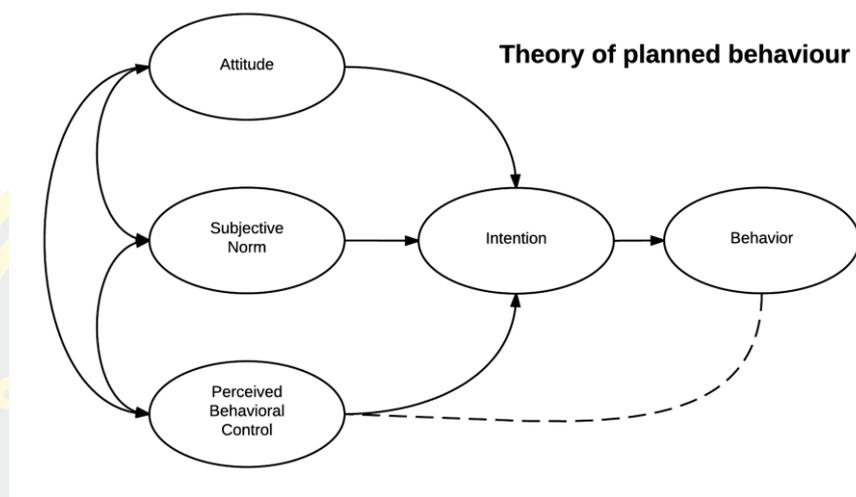 Theory of planned behaviour
Attitude
Subjective
Norm
Intention
Behavior
Perceived
Behavioral
Control